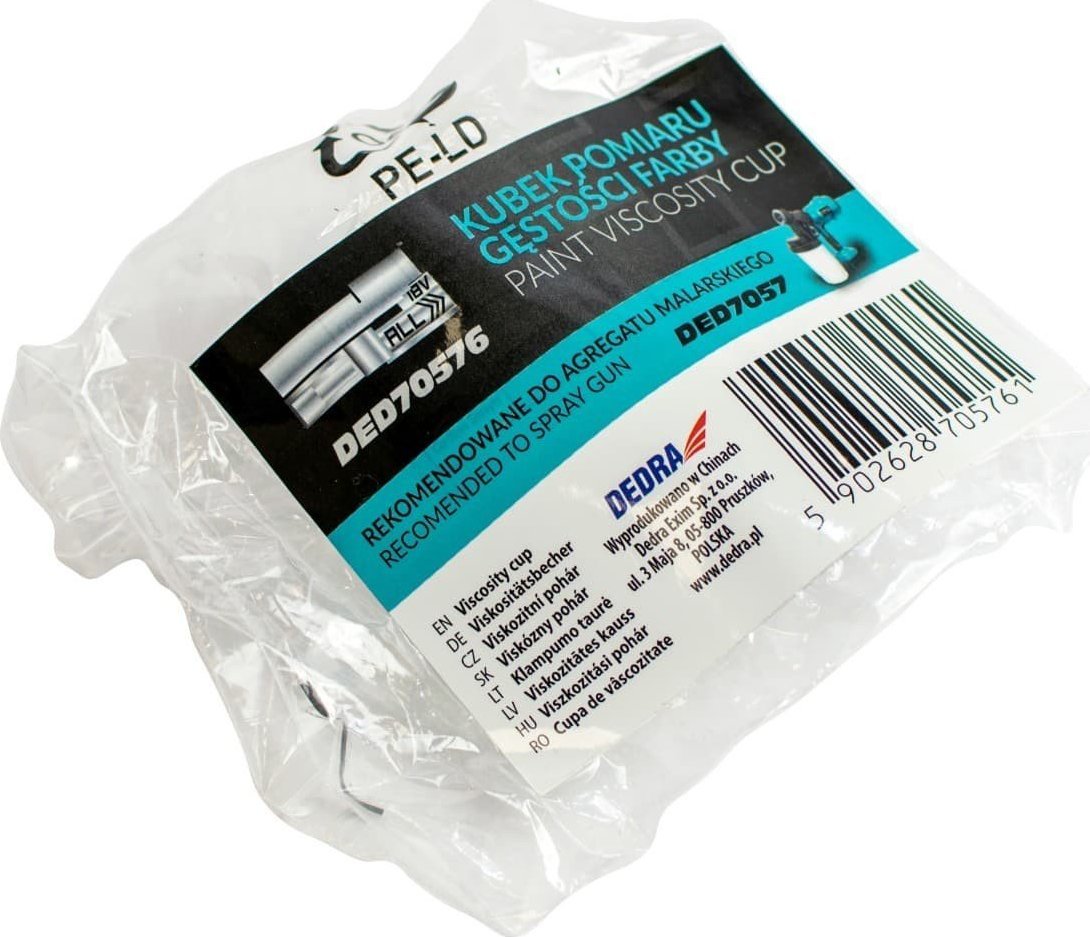 PE-LD
KUBEK POMIARU
GĘSTOŚCI FARBY
PAINT VISCOSITY CUP
18V
ALL
DED70576
REKOMENDOWANE DO AGREGATU MALARSKIEGO
RECOMENDED TO SPRAY GUN
DED7057
DEDRA
Wyprodukowano w Chinach
Dedra Exim Sp. z o.o.
ul. 3 Maja 8, 05-800 Pruszków,
POLSKA
www.dedra.pl
5 902628 705761
EN Viscosity cup
DE Viskositätsbecher
CZ Viskozitní pohár
SK Viskózny pohár
LT Klampumo taurė
LV Viskozitātes kauss
HU Viszkozitási pohár
RO Cupa de vâscozitate